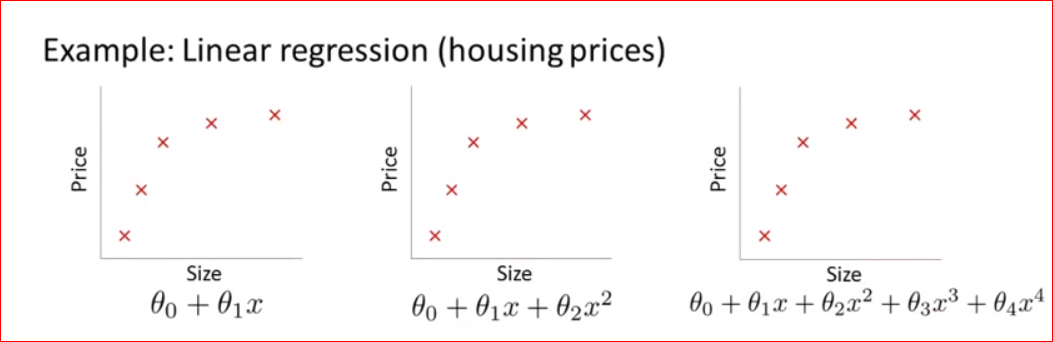 Example: Linear regression (housing prices)
Price
Size
θ₀ + θ₁x
Price
Size
θ₀ + θ₁x + θ₂x²
Price
Size
θ₀ + θ₁x + θ₂x² + θ₃x³ + θ₄x⁴